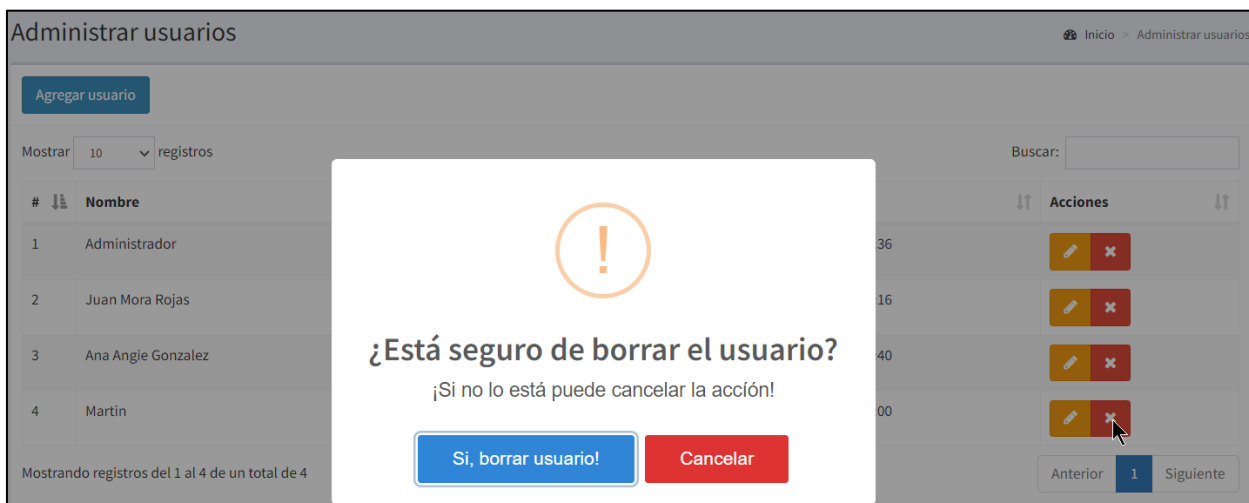 Administrar usuarios
Inicio > Administrar usuarios
Agregar usuario
Mostrar 10 registros
Buscar:
# Nombre Acciones
1 Administrador :36
2 Juan Mora Rojas :16
3 Ana Angie Gonzalez :40
4 Martin :00
!
¿Está seguro de borrar el usuario?
¡Si no lo está puede cancelar la accíón!
Si, borrar usuario! Cancelar
Mostrando registros del 1 al 4 de un total de 4
Anterior 1 Siguiente